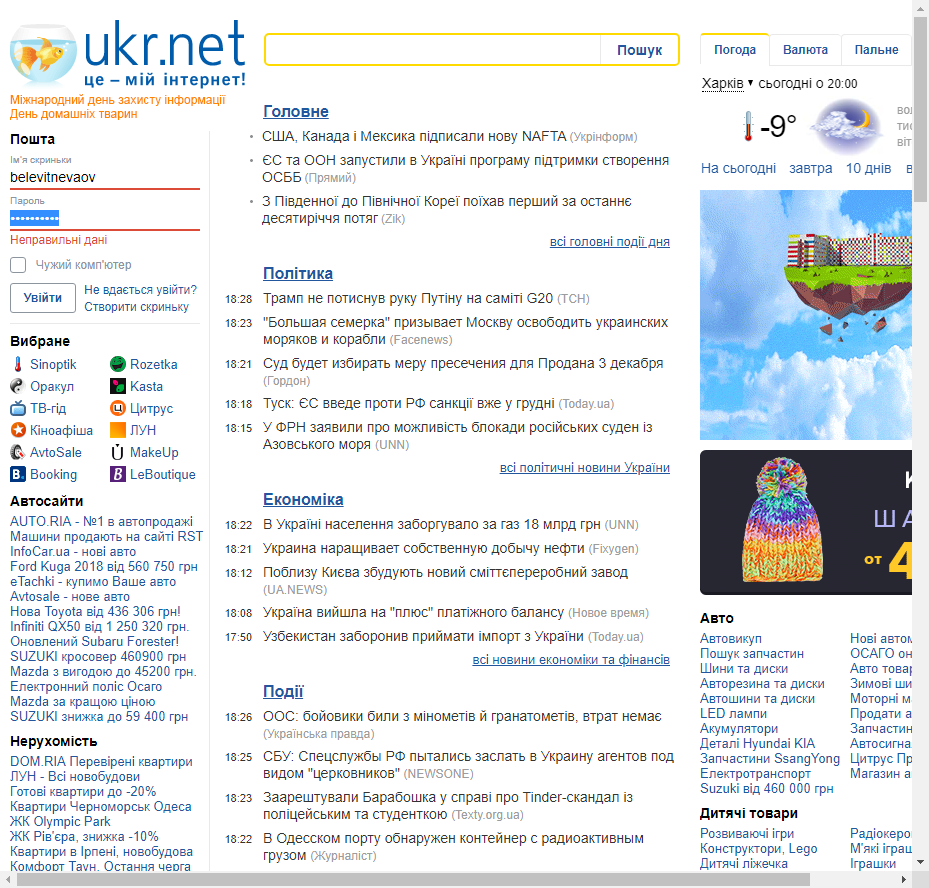 ukr.net
це – мій інтернет!
Міжнародний день захисту інформації
День домашніх тварин
Пошта
Ім'я скриньки
belevitnevaov
Пароль
••••••••••
Неправильні дані
Чужий комп'ютер
Увійти
Не вдається увійти?
Створити скриньку
Вибране
Sinoptik
Rozetka
Оракул
Kasta
ТВ-гід
Цитрус
Кіноафіша
ЛУН
AvtoSale
MakeUp
B.
Booking
B
LeBoutique
Автосайти
AUTO.RIA - №1 в автопродажі
Машини продають на сайті RST
InfoCar.ua - нові авто
Ford Kuga 2018 від 560 750 грн
eTachki - купимо Ваше авто
Avtosale - нове авто
Нова Toyota від 436 306 грн!
Infiniti QX50 від 1 250 320 грн.
Оновлений Subaru Forester!
SUZUKI кросовер 460900 грн
Mazda з вигодою до 45200 грн.
Електронний поліс Осаго
Mazda за кращою ціною
SUZUKI знижка до 59 400 грн
Нерухомість
DOM.RIA Перевірені квартири
ЛУН - Всі новобудови
Готові квартири до -20%
Квартири Черноморськ Одеса
ЖК Olympic Park
ЖК Рів'єра, знижка -10%
Квартири в Ірпені, новобудова
Комфорт Таун. Остання черга
Пошук
Головне
США, Канада і Мексика підписали нову NAFTA (Укрінформ)
ЄС та ООН запустили в Україні програму підтримки створення
ОСББ (Прямий)
З Південної до Північної Кореї поїхав перший за останнє
десятиріччя потяг (Zik)
всі головні події дня
Політика
18:28 Трамп не потиснув руку Путіну на саміті G20 (ТСН)
18:23 "Большая семерка" призывает Москву освободить украинских
моряков и корабли (Facenews)
18:21 Суд будет избирать меру пресечения для Продана 3 декабря
(Гордон)
18:18 Туск: ЄС введе проти РФ санкції вже у грудні (Today.ua)
18:15 У ФРН заявили про можливість блокади російських суден із
Азовського моря (UNN)
всі політичні новини України
Економіка
18:22 В Україні населення заборгувало за газ 18 млрд грн (UNN)
18:21 Украина наращивает собственную добычу нефти (Fixygen)
18:12 Поблизу Києва збудують новий сміттєпереробний завод
(UA.NEWS)
18:08 Україна вийшла на "плюс" платіжного балансу (Новое время)
17:50 Узбекистан заборонив приймати імпорт з України (Today.ua)
всі новини економіки та фінансів
Події
18:26 ООС: бойовики били з мінометів й гранатометів, втрат немає
(Українська правда)
18:25 СБУ: Спецслужбы РФ пытались заслать в Украину агентов под
видом "церковников" (NEWSONE)
18:23 Заарештували Барабошка у справі про Tinder-скандал із
поліцейським та студенткою (Texty.org.ua)
18:22 В Одесском порту обнаружен контейнер с радиоактивным
грузом (Журналіст)
Погода
Валюта
Пальне
Харків ▼ сьогодні о 20:00
-9°
вол
тис
віт
На сьогодні завтра 10 днів в
К
ША
от 4
Авто
Автовикуп
Пошук запчастин
Шини та диски
Авторезина та диски
Автошини та диски
LED лампи
Акумулятори
Деталі Hyundai KIA
Запчастини SsangYong
Електротранспорт
Suzuki від 460 000 грн
Нові автом
ОСАГО он
Авто товар
Зимові ши
Моторні ма
Продати а
Запчастин
Автосигна
Цитрус Пр
Магазин а
Дитячі товари
Розвиваючі ігри
Конструктори, Lego
Дитячі ліжечка
Радіокеро
М'які іграш
Іграшки